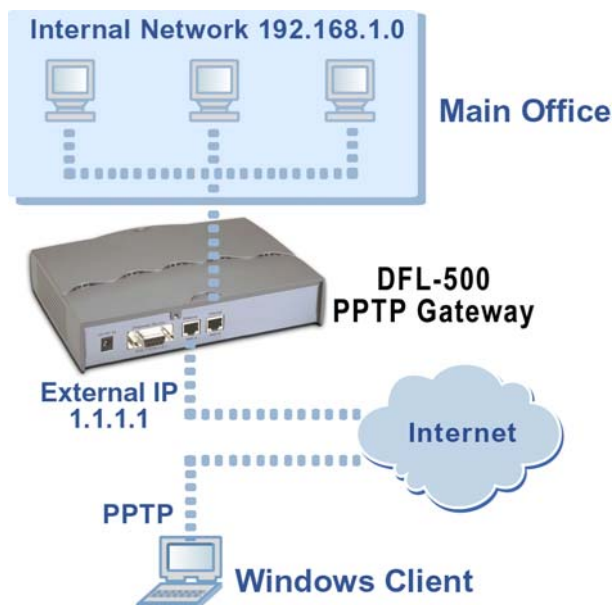 Internal Network 192.168.1.0
Main Office
DFL-500
PPTP Gateway
External IP
1.1.1.1
Internet
PPTP
Windows Client